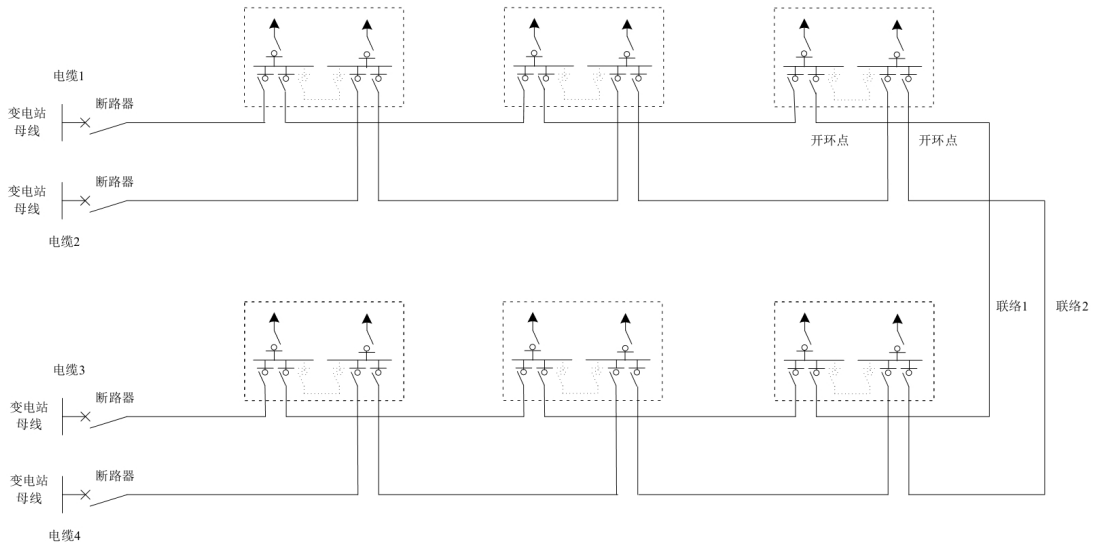 电缆1
断路器
变电站
母线
开环点
开环点
断路器
变电站
母线
电缆2
联络1
联络2
电缆3
断路器
变电站
母线
断路器
变电站
母线
电缆4